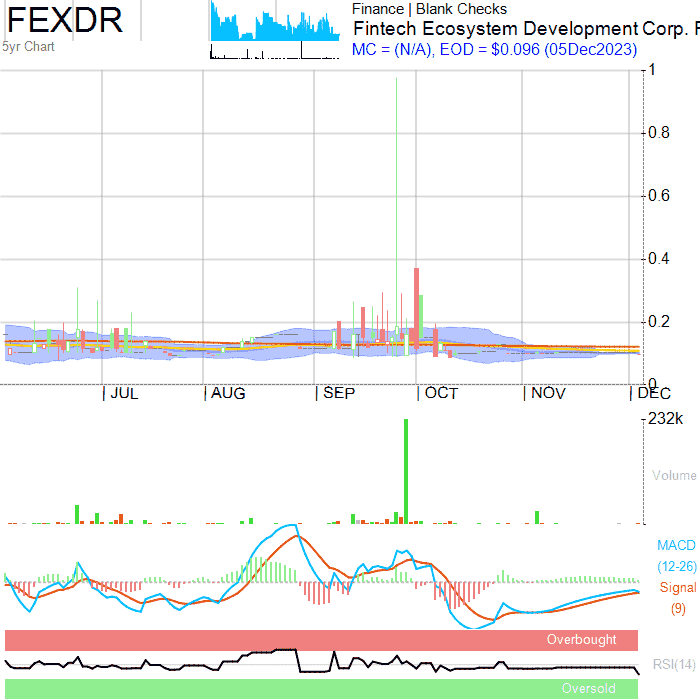 FEXDR
5yr Chart
Finance | Blank Checks
Fintech Ecosystem Development Corp. F
MC = (N/A), EOD = $0.096 (05Dec2023)
1
0.8
0.6
0.4
0.2
0
JUL AUG SEP OCT NOV DEC
232k
Volume
MACD
(12-26)
Signal
(9)
Overbought
RSI(14)
Oversold